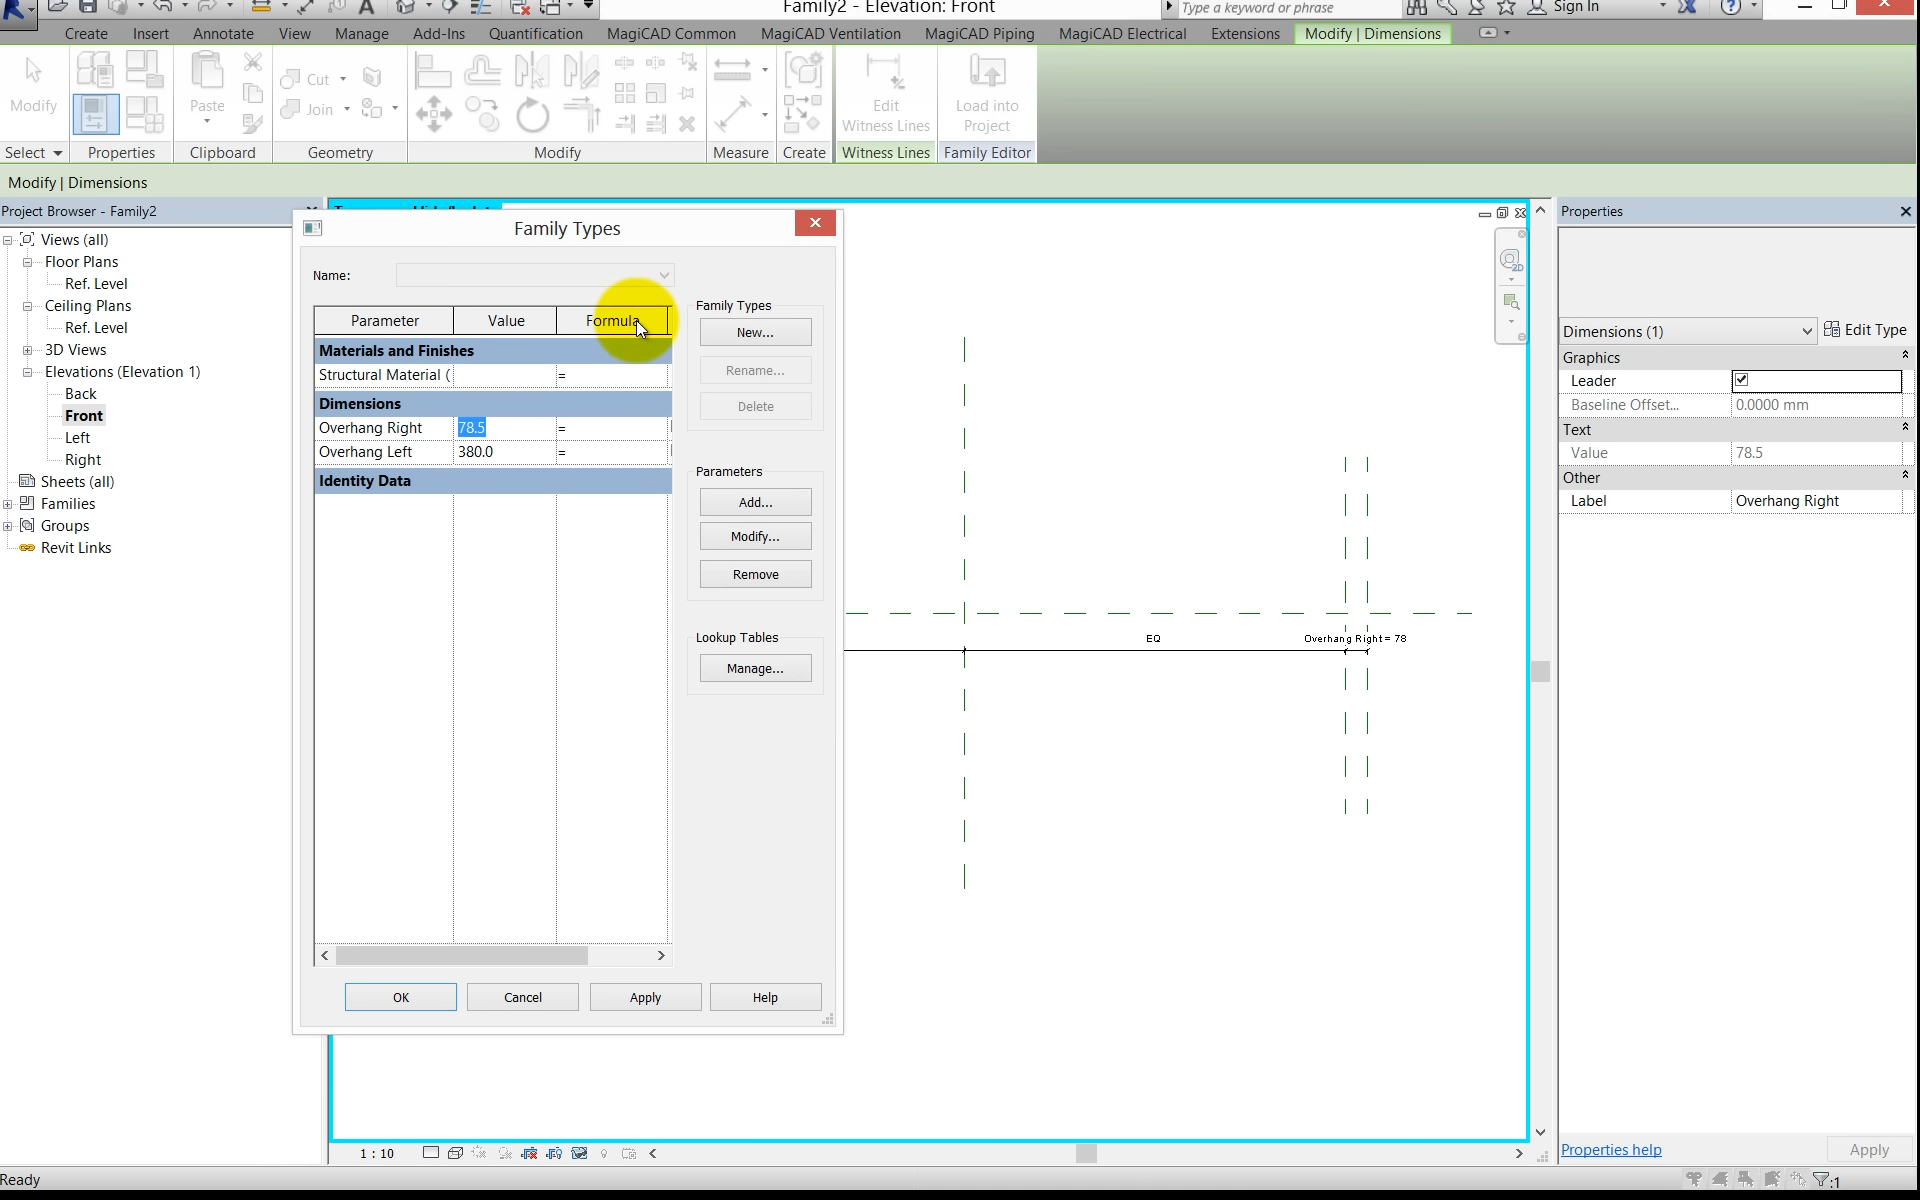 Family2 - Elevation: Front
Type a keyword or phrase
Sign In
Create Insert Annotate View Manage Add-Ins Quantification MagiCAD Common MagiCAD Ventilation MagiCAD Piping MagiCAD Electrical Extensions Modify | Dimensions
Modify
Paste
Cut
Join
Edit
Witness Lines
Load into
Project
Select Properties Clipboard Geometry Modify Measure Create Witness Lines Family Editor
Modify | Dimensions
Project Browser - Family2
Views (all)
Floor Plans
Ref. Level
Ceiling Plans
Ref. Level
3D Views
Elevations (Elevation 1)
Back
Front
Left
Right
Sheets (all)
Families
Groups
Revit Links
Family Types
Name:
Parameter Value Formula
Materials and Finishes
Structural Material ( =
Dimensions
Overhang Right 78.5 =
Overhang Left 380.0 =
Identity Data
Family Types
New...
Rename...
Delete
Parameters
Add...
Modify...
Remove
Lookup Tables
Manage...
OK Cancel Apply Help
EQ
Overhang Right = 78
2D
1 : 10
Properties
Dimensions (1)
Edit Type
Graphics
Leader
Baseline Offset... 0.0000 mm
Text
Value 78.5
Other
Label Overhang Right
Properties help
Apply
Ready
:1